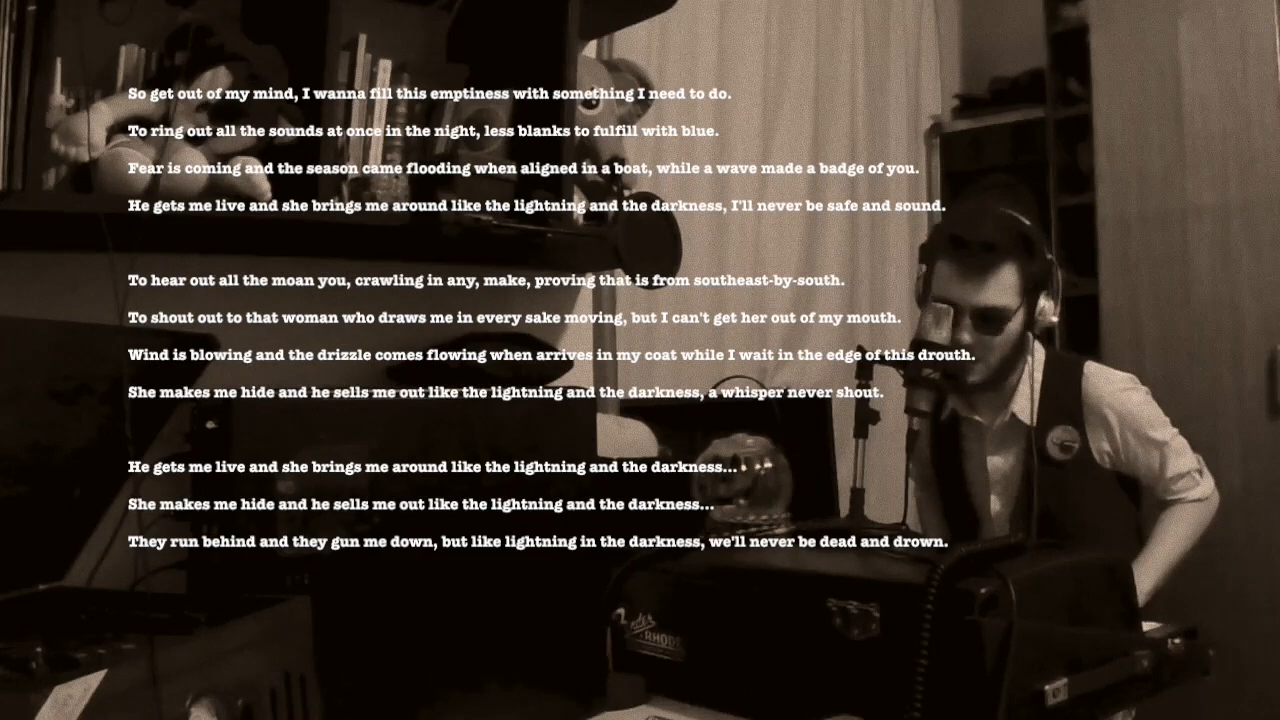 So get out of my mind, I wanna fill this emptiness with something I need to do.
To ring out all the sounds at once in the night, less blanks to fulfill with blue.
Fear is coming and the season came flooding when aligned in a boat, while a wave made a badge of you.
He gets me live and she brings me around like the lightning and the darkness, I'll never be safe and sound.
To hear out all the moan you, crawling in any, make, proving that is from southeast-by-south.
To shout out to that woman who draws me in every sake moving, but I can't get her out of my mouth.
Wind is blowing and the drizzle comes flowing when arrives in my coat while I wait in the edge of this drouth.
She makes me hide and he sells me out like the lightning and the darkness, a whisper never shout.
He gets me live and she brings me around like the lightning and the darkness...
She makes me hide and he sells me out like the lightning and the darkness...
They run behind and they gun me down, but like lightning in the darkness, we'll never be dead and drown.
Fender
RHODES